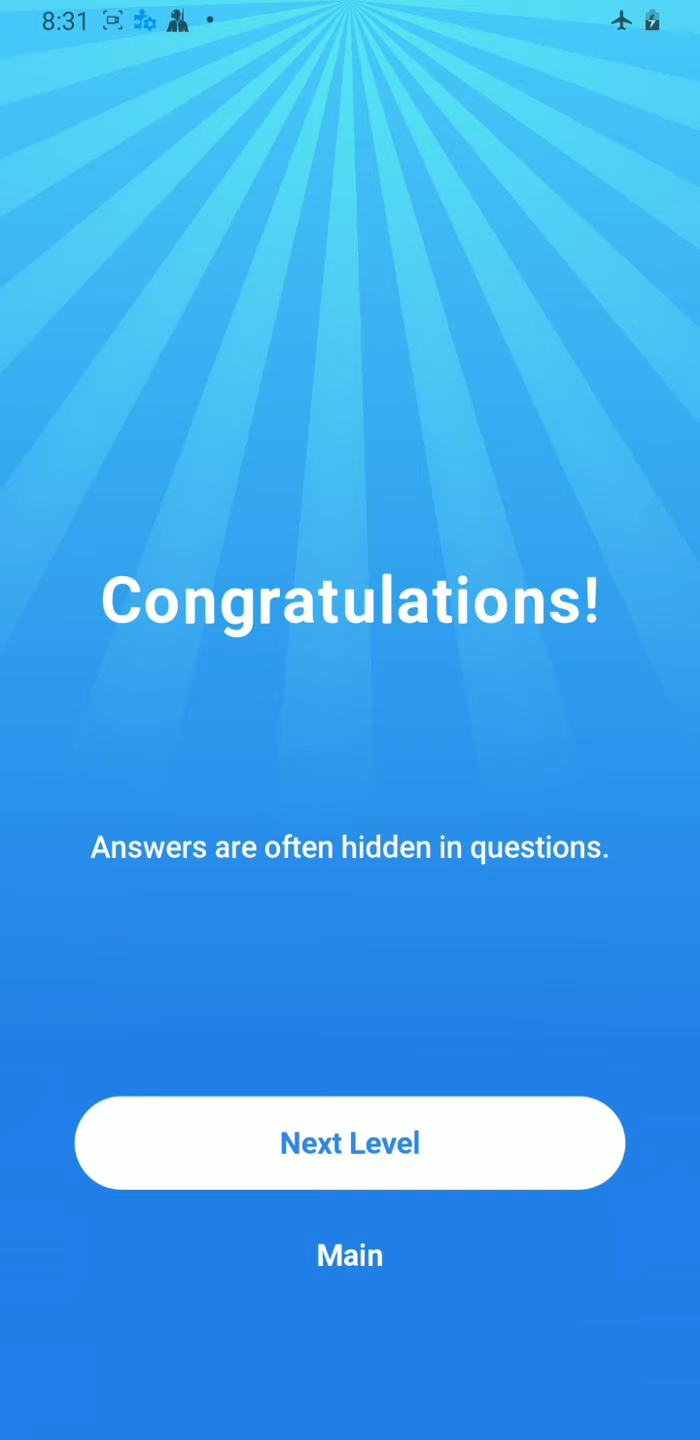 8:31
Congratulations!
Answers are often hidden in questions.
Next Level
Main